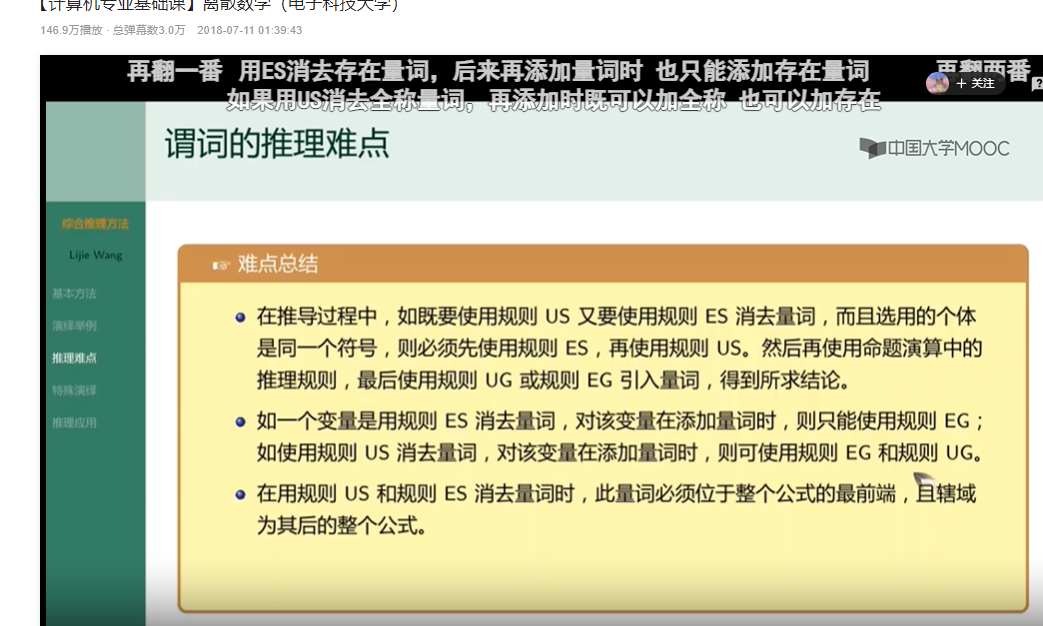 【计算机专业基础课】离散数学（电子科技大学）
146.9万播放 · 总弹幕数3.0万 2018-07-11 01:39:43
再翻一番 用ES消去存在量词，后来再添加量词时 也只能添加存在量词 再翻两番
+ 关注
如果用US消去全称量词，再添加时既可以加全称 也可以加存在
谓词的推理难点
中国大学MOOC
综合推理方法
Lijie Wang
基本方法
演绎举例
推理难点
特殊演绎
推理应用
难点总结
在推导过程中，如既要使用规则 US 又要使用规则 ES 消去量词，而且选用的个体
是同一个符号，则必须先使用规则 ES，再使用规则 US。然后再使用命题演算中的
推理规则，最后使用规则 UG 或规则 EG 引入量词，得到所求结论。
如一个变量是用规则 ES 消去量词，对该变量在添加量词时，则只能使用规则 EG；
如使用规则 US 消去量词，对该变量在添加量词时，则可使用规则 EG 和规则 UG。
在用规则 US 和规则 ES 消去量词时，此量词必须位于整个公式的最前端，且辖域
为其后的整个公式。